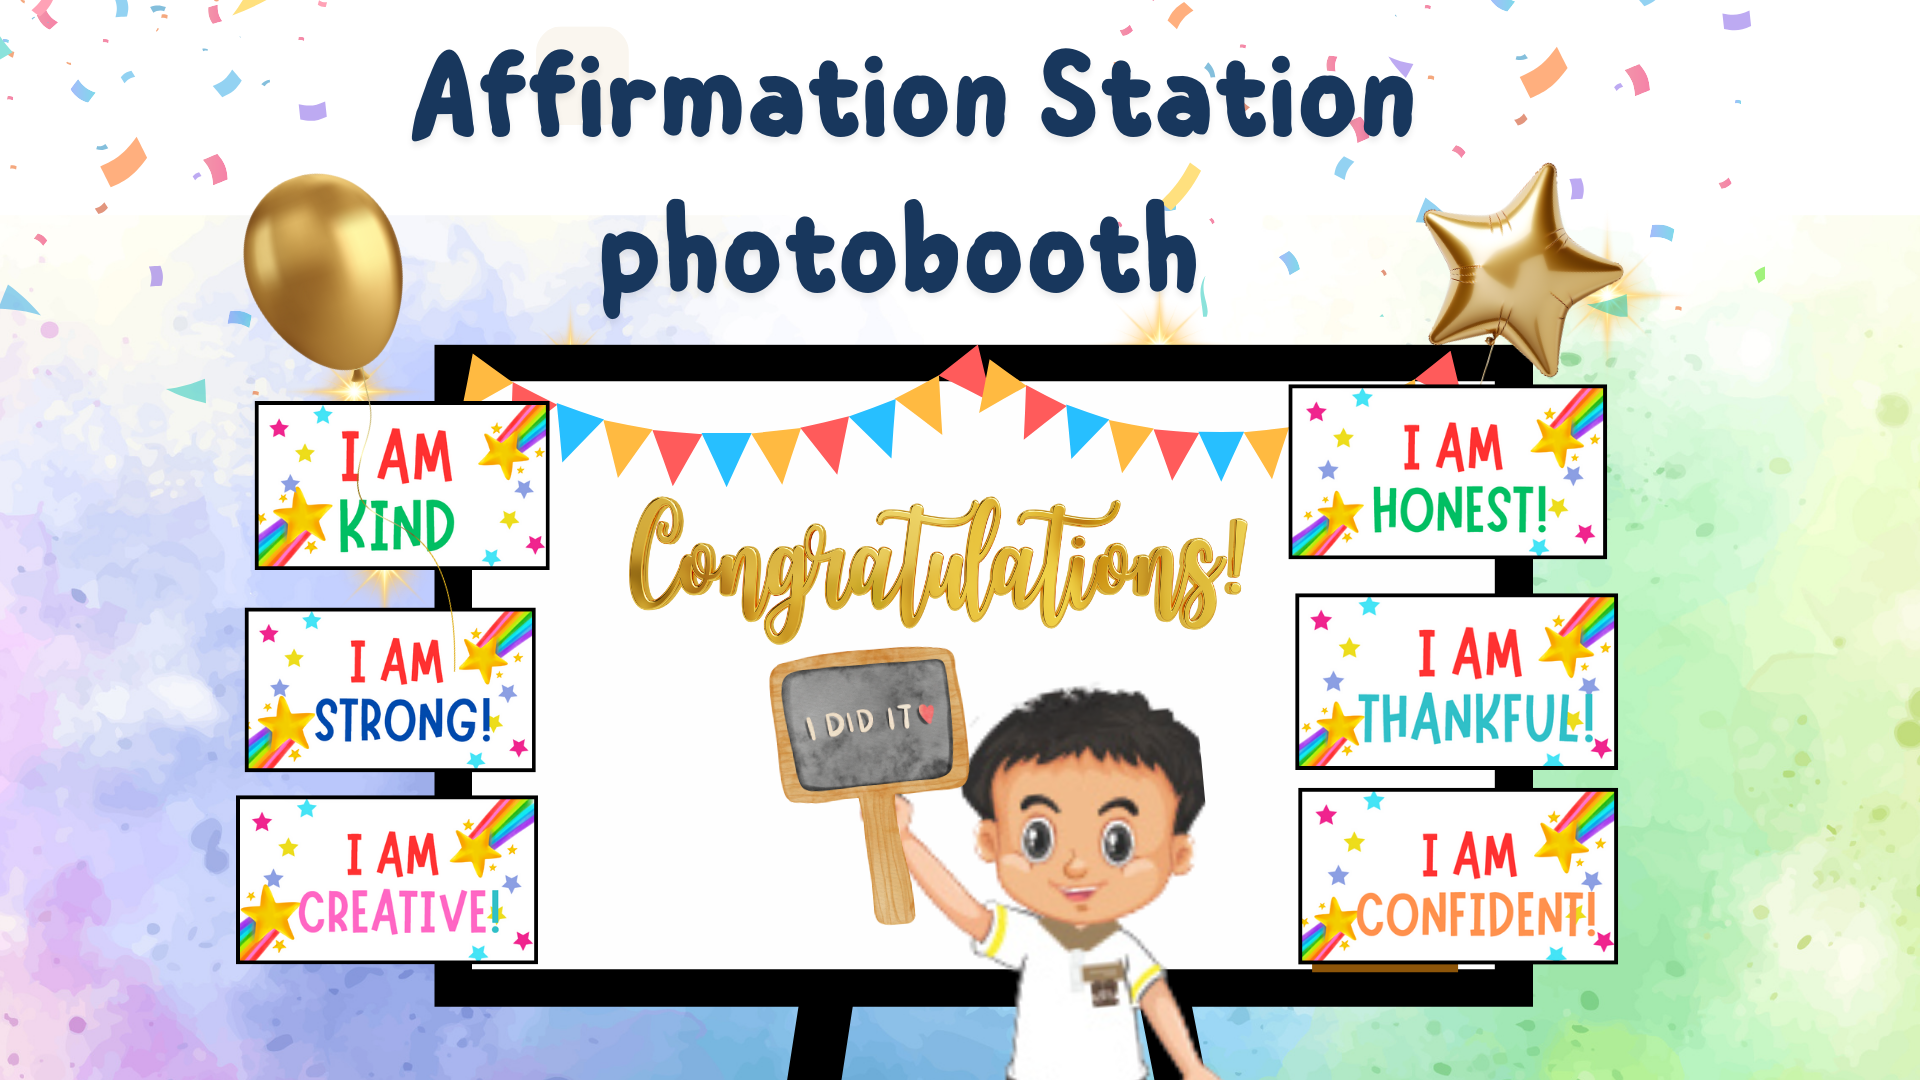 Affirmation Station
photobooth
I AM
KIND
I AM
STRONG!
I AM
CREATIVE!
Congratulations!
I DID IT
I AM
HONEST!
I AM
THANKFUL!
I AM
CONFIDENT!